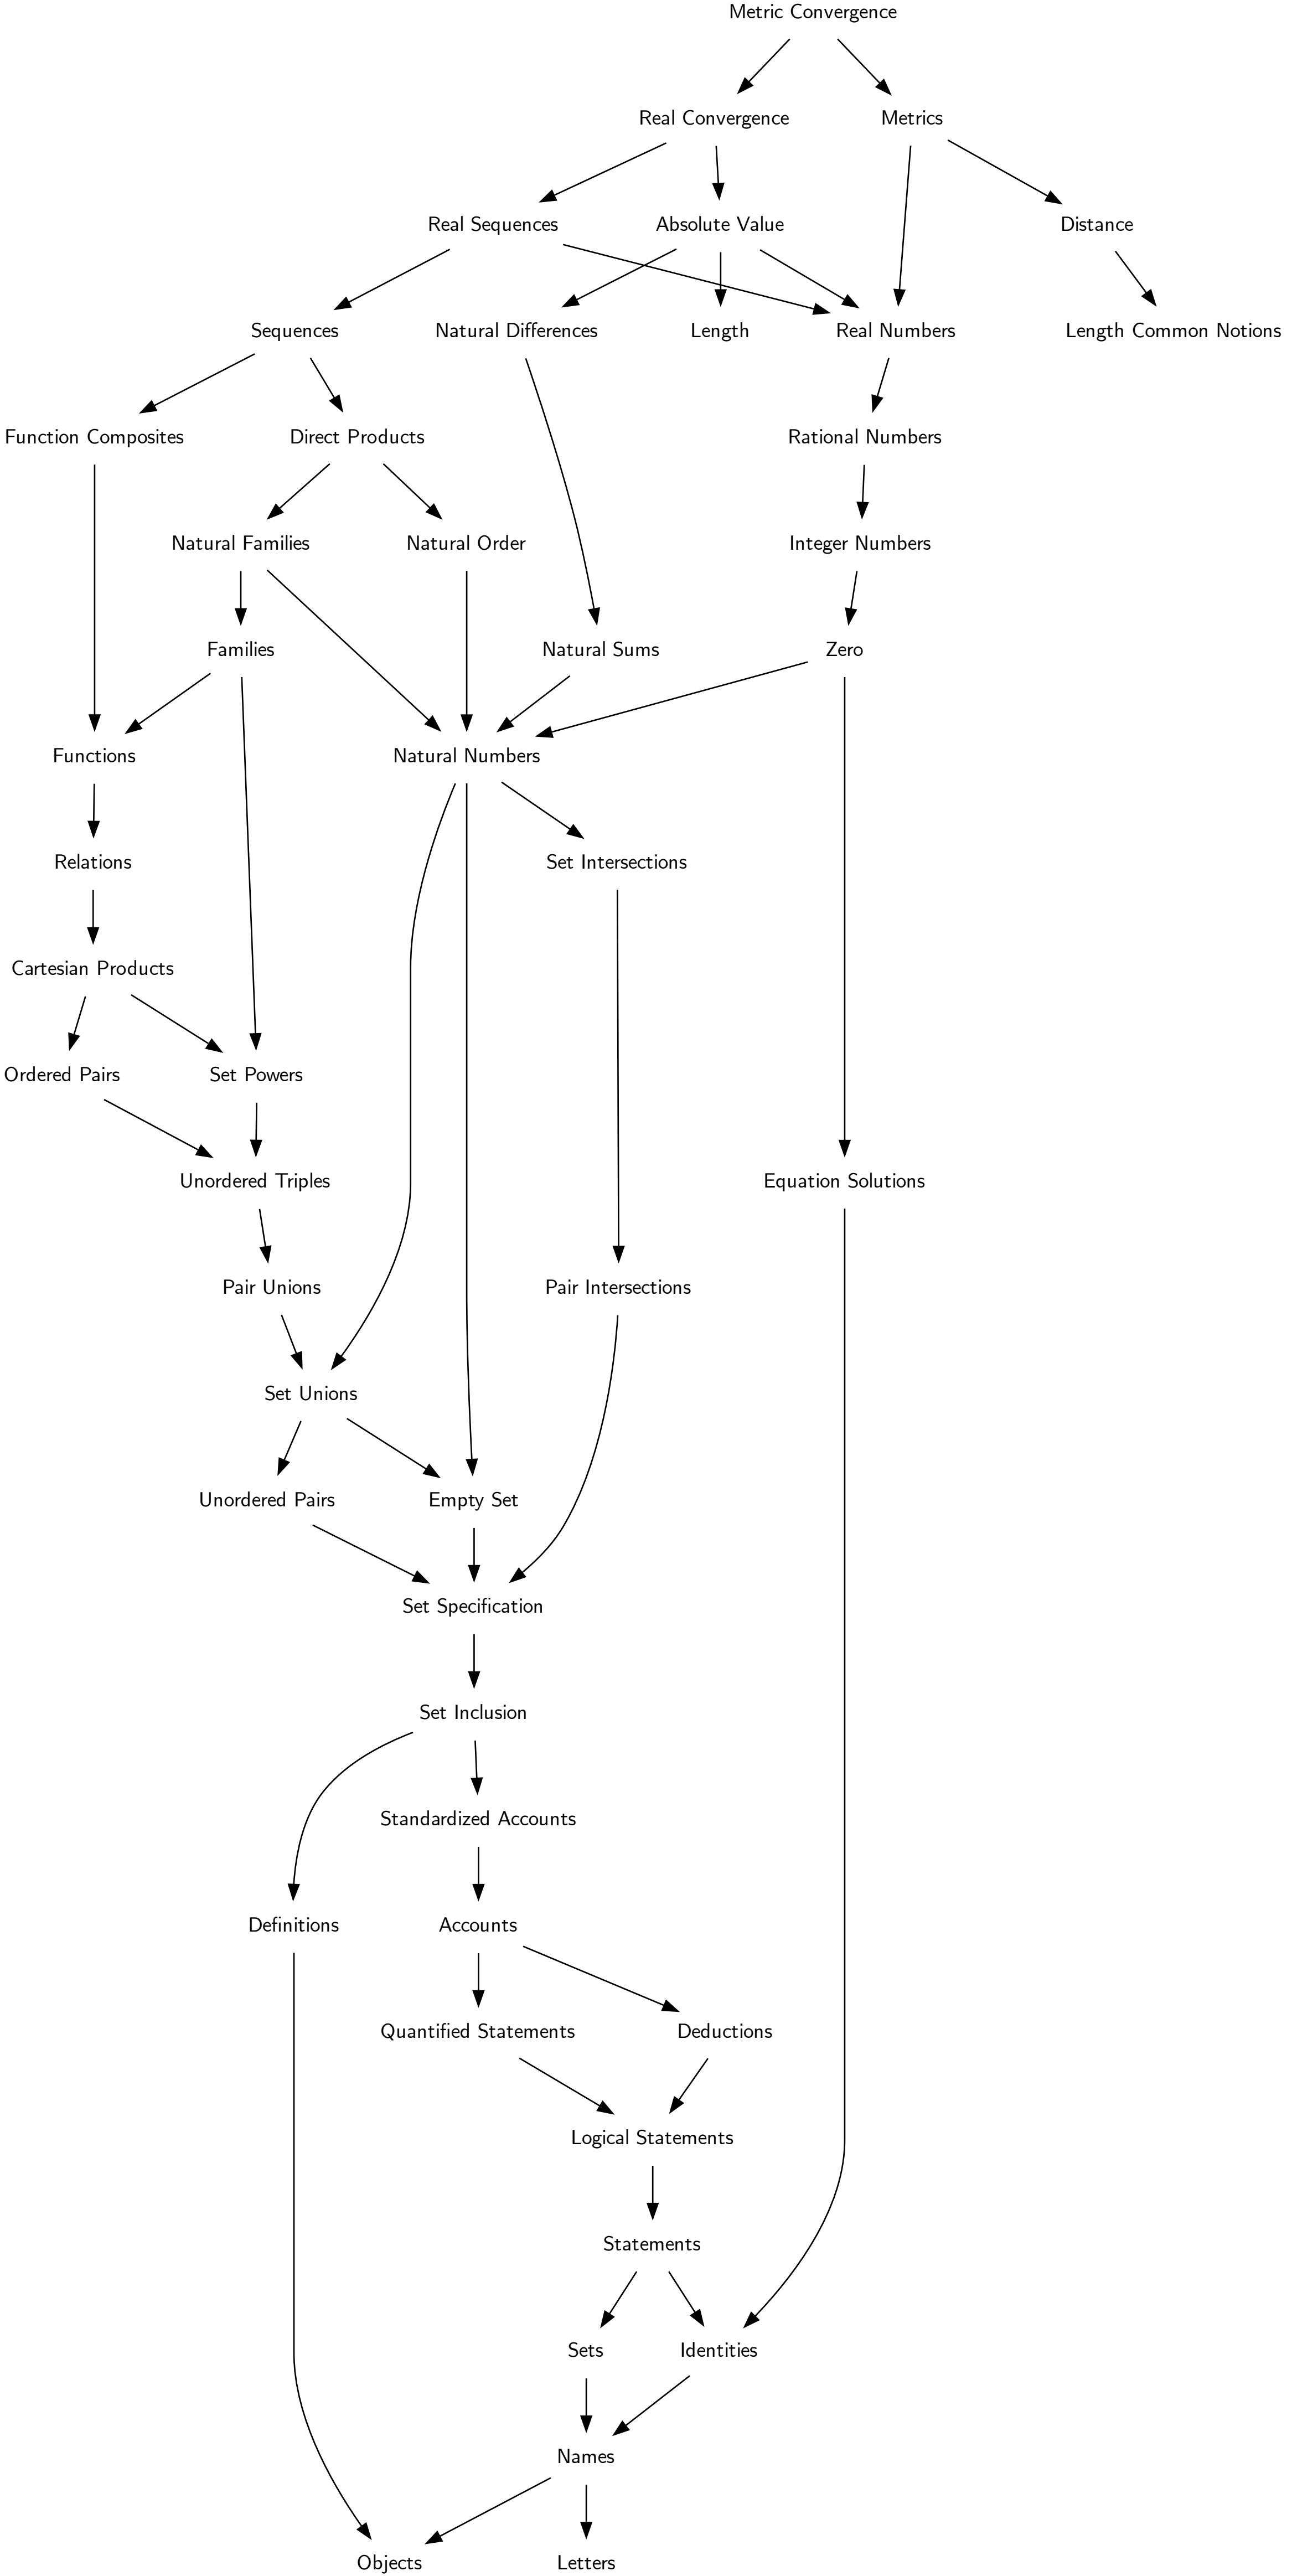 Metric Convergence
Real Convergence
Metrics
Real Sequences
Absolute Value
Distance
Sequences
Natural Differences
Length
Real Numbers
Length Common Notions
Function Composites
Direct Products
Rational Numbers
Natural Families
Natural Order
Integer Numbers
Families
Natural Sums
Zero
Functions
Natural Numbers
Relations
Set Intersections
Cartesian Products
Ordered Pairs
Set Powers
Unordered Triples
Equation Solutions
Pair Unions
Pair Intersections
Set Unions
Unordered Pairs
Empty Set
Set Specification
Set Inclusion
Standardized Accounts
Definitions
Accounts
Quantified Statements
Deductions
Logical Statements
Statements
Sets
Identities
Names
Objects
Letters